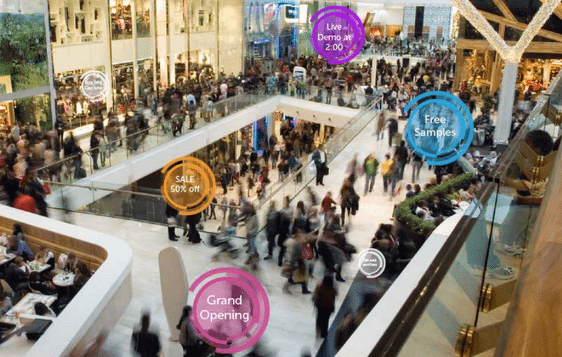 Live
Demo at
2:00
Free
Samples
SALE
50% off
Grand
Opening